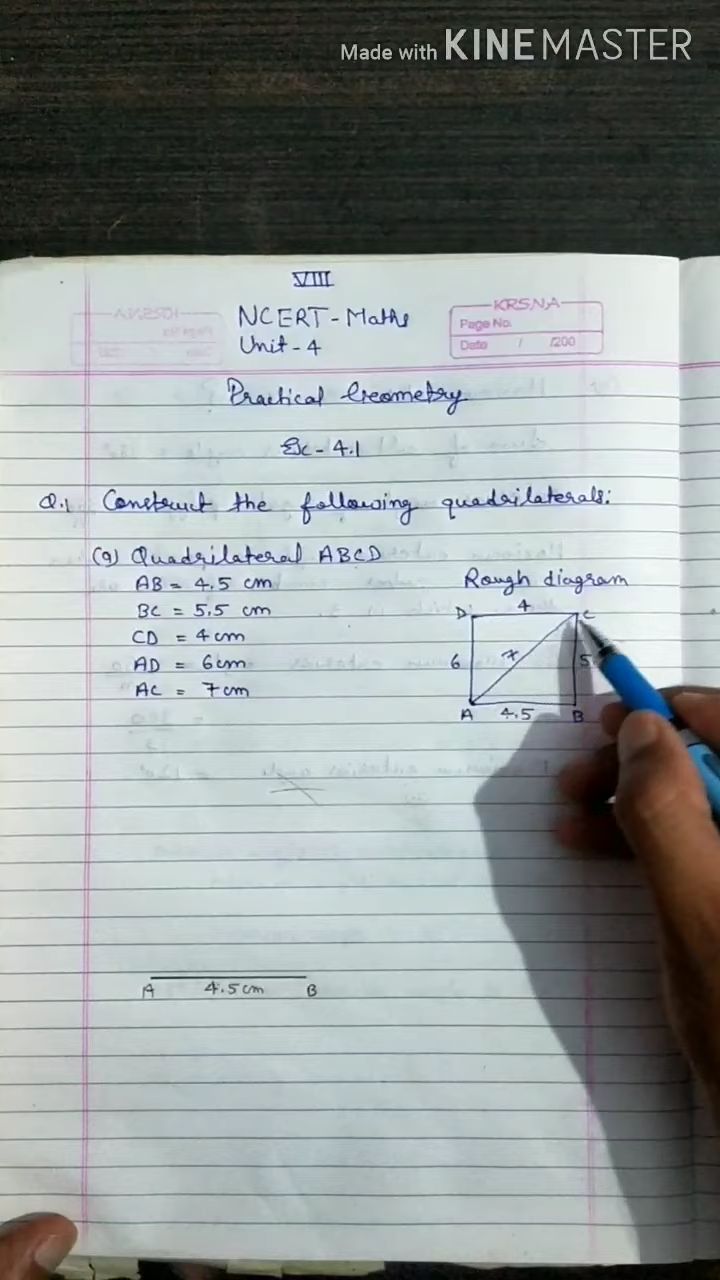 Made with KINEMASTER
VIII
NCERT - Maths
Unit - 4
KRSNA
Page No.
Date / /200
Practical Geometry
Ex - 4.1
Q.1 Construct the following quadrilaterals:
(a) Quadrilateral ABCD
AB = 4.5 cm
BC = 5.5 cm
CD = 4 cm
AD = 6 cm
AC = 7 cm
Rough diagram
D 4 C
6 7 5
A 4.5 B
A 4.5 cm B